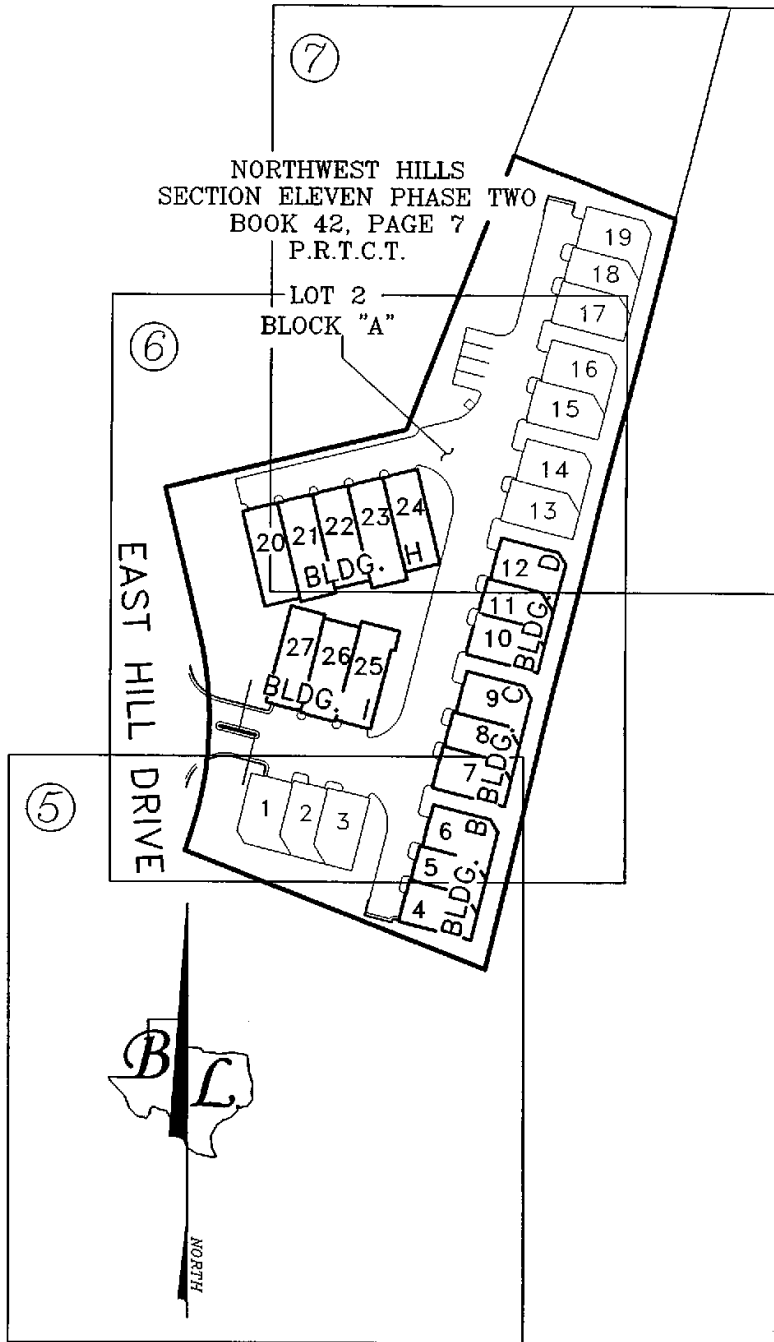 7
NORTHWEST HILLS
SECTION ELEVEN PHASE TWO
BOOK 42, PAGE 7
P.R.T.C.T.
LOT 2
BLOCK "A"
6
19
18
17
16
15
14
13
12
11
10
BLDG. D
9
8
7
BLDG. C
6
5
4
BLDG. B
20
21
22
23
24
BLDG. H
27
26
25
BLDG. I
1
2
3
EAST HILL DRIVE
5
B L.
NORTH